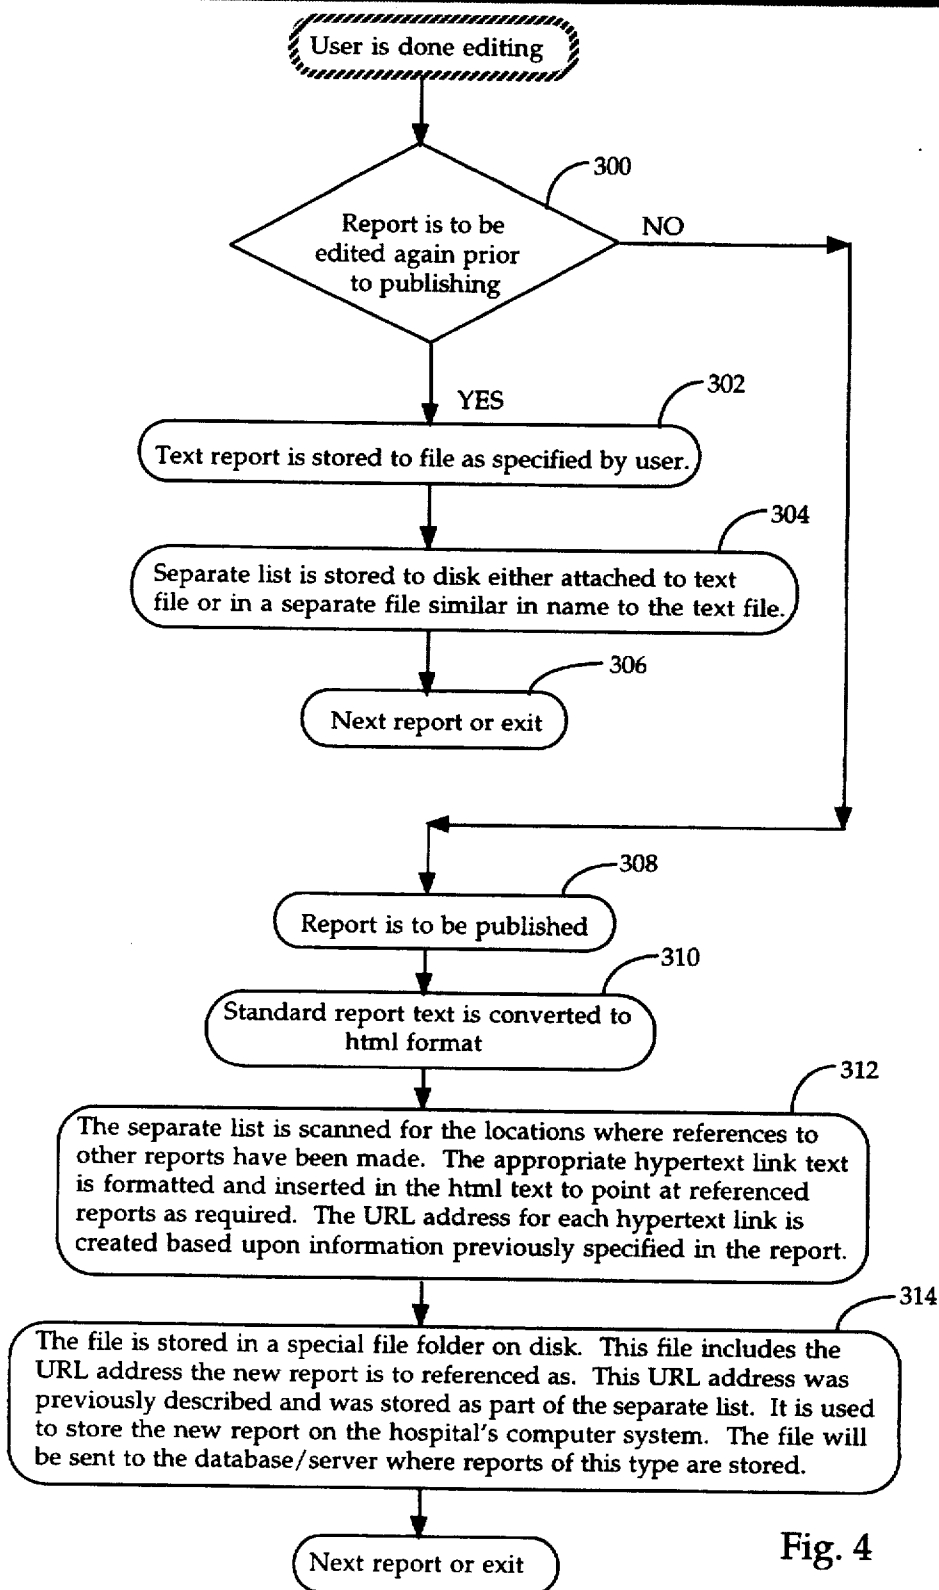 User is done editing
300
Report is to be
edited again prior
to publishing
NO
YES
302
Text report is stored to file as specified by user.
304
Separate list is stored to disk either attached to text
file or in a separate file similar in name to the text file.
306
Next report or exit
308
Report is to be published
310
Standard report text is converted to
html format
312
The separate list is scanned for the locations where references to
other reports have been made. The appropriate hypertext link text
is formatted and inserted in the html text to point at referenced
reports as required. The URL address for each hypertext link is
created based upon information previously specified in the report.
314
The file is stored in a special file folder on disk. This file includes the
URL address the new report is to referenced as. This URL address was
previously described and was stored as part of the separate list. It is used
to store the new report on the hospital's computer system. The file will
be sent to the database/server where reports of this type are stored.
Next report or exit
Fig. 4